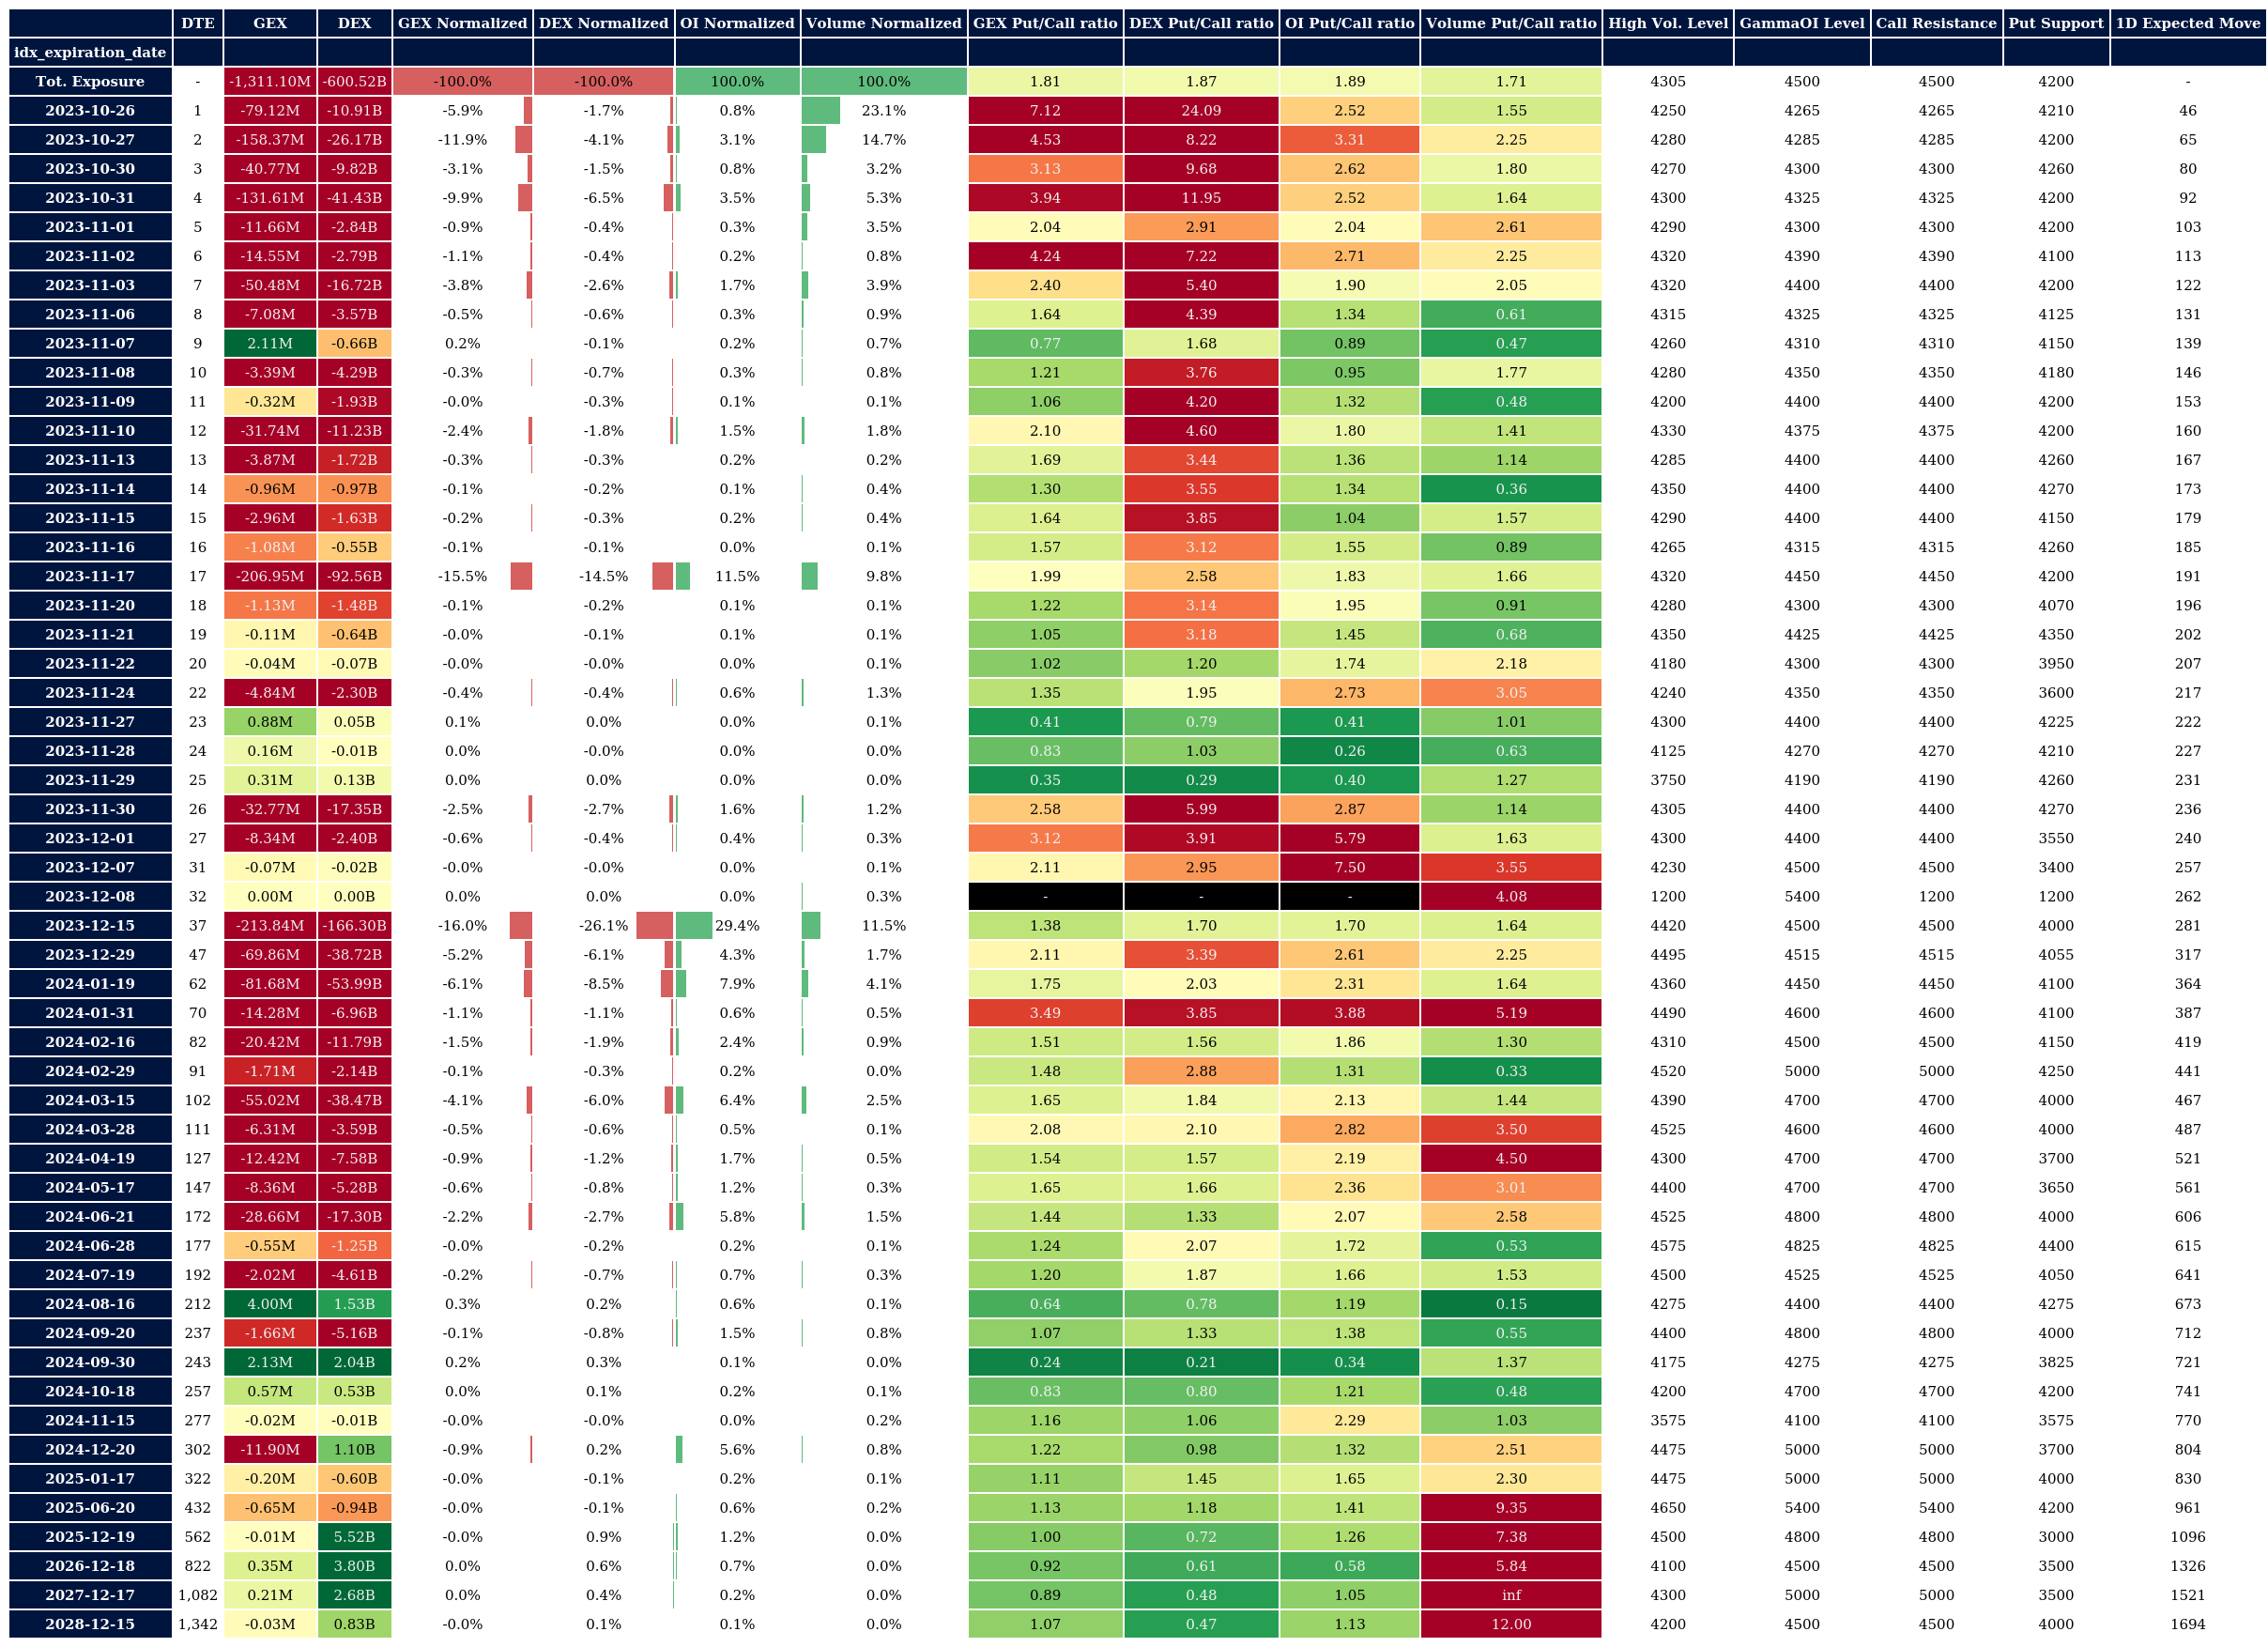 DTE GEX DEX GEX Normalized DEX Normalized OI Normalized Volume Normalized GEX Put/Call ratio DEX Put/Call ratio OI Put/Call ratio Volume Put/Call ratio High Vol. Level GammaOI Level Call Resistance Put Support 1D Expected Move
idx_expiration_date
Tot. Exposure - -1,311.10M -600.52B -100.0% -100.0% 100.0% 100.0% 1.81 1.87 1.89 1.71 4305 4500 4500 4200 -
2023-10-26 1 -79.12M -10.91B -5.9% -1.7% 0.8% 23.1% 7.12 24.09 2.52 1.55 4250 4265 4265 4210 46
2023-10-27 2 -158.37M -26.17B -11.9% -4.1% 3.1% 14.7% 4.53 8.22 3.31 2.25 4280 4285 4285 4200 65
2023-10-30 3 -40.77M -9.82B -3.1% -1.5% 0.8% 3.2% 3.13 9.68 2.62 1.80 4270 4300 4300 4260 80
2023-10-31 4 -131.61M -41.43B -9.9% -6.5% 3.5% 5.3% 3.94 11.95 2.52 1.64 4300 4325 4325 4200 92
2023-11-01 5 -11.66M -2.84B -0.9% -0.4% 0.3% 3.5% 2.04 2.91 2.04 2.61 4290 4300 4300 4200 103
2023-11-02 6 -14.55M -2.79B -1.1% -0.4% 0.2% 0.8% 4.24 7.22 2.71 2.25 4320 4390 4390 4100 113
2023-11-03 7 -50.48M -16.72B -3.8% -2.6% 1.7% 3.9% 2.40 5.40 1.90 2.05 4320 4400 4400 4200 122
2023-11-06 8 -7.08M -3.57B -0.5% -0.6% 0.3% 0.9% 1.64 4.39 1.34 0.61 4315 4325 4325 4125 131
2023-11-07 9 2.11M -0.66B 0.2% -0.1% 0.2% 0.7% 0.77 1.68 0.89 0.47 4260 4310 4310 4150 139
2023-11-08 10 -3.39M -4.29B -0.3% -0.7% 0.3% 0.8% 1.21 3.76 0.95 1.77 4280 4350 4350 4180 146
2023-11-09 11 -0.32M -1.93B -0.0% -0.3% 0.1% 0.1% 1.06 4.20 1.32 0.48 4200 4400 4400 4200 153
2023-11-10 12 -31.74M -11.23B -2.4% -1.8% 1.5% 1.8% 2.10 4.60 1.80 1.41 4330 4375 4375 4200 160
2023-11-13 13 -3.87M -1.72B -0.3% -0.3% 0.2% 0.2% 1.69 3.44 1.36 1.14 4285 4400 4400 4260 167
2023-11-14 14 -0.96M -0.97B -0.1% -0.2% 0.1% 0.4% 1.30 3.55 1.34 0.36 4350 4400 4400 4270 173
2023-11-15 15 -2.96M -1.63B -0.2% -0.3% 0.2% 0.4% 1.64 3.85 1.04 1.57 4290 4400 4400 4150 179
2023-11-16 16 -1.08M -0.55B -0.1% -0.1% 0.0% 0.1% 1.57 3.12 1.55 0.89 4265 4315 4315 4260 185
2023-11-17 17 -206.95M -92.56B -15.5% -14.5% 11.5% 9.8% 1.99 2.58 1.83 1.66 4320 4450 4450 4200 191
2023-11-20 18 -1.13M -1.48B -0.1% -0.2% 0.1% 0.1% 1.22 3.14 1.95 0.91 4280 4300 4300 4070 196
2023-11-21 19 -0.11M -0.64B -0.0% -0.1% 0.1% 0.1% 1.05 3.18 1.45 0.68 4350 4425 4425 4350 202
2023-11-22 20 -0.04M -0.07B -0.0% -0.0% 0.0% 0.1% 1.02 1.20 1.74 2.18 4180 4300 4300 3950 207
2023-11-24 22 -4.84M -2.30B -0.4% -0.4% 0.6% 1.3% 1.35 1.95 2.73 3.05 4240 4350 4350 3600 217
2023-11-27 23 0.88M 0.05B 0.1% 0.0% 0.0% 0.1% 0.41 0.79 0.41 1.01 4300 4400 4400 4225 222
2023-11-28 24 0.16M -0.01B 0.0% -0.0% 0.0% 0.0% 0.83 1.03 0.26 0.63 4125 4270 4270 4210 227
2023-11-29 25 0.31M 0.13B 0.0% 0.0% 0.0% 0.0% 0.35 0.29 0.40 1.27 3750 4190 4190 4260 231
2023-11-30 26 -32.77M -17.35B -2.5% -2.7% 1.6% 1.2% 2.58 5.99 2.87 1.14 4305 4400 4400 4270 236
2023-12-01 27 -8.34M -2.40B -0.6% -0.4% 0.4% 0.3% 3.12 3.91 5.79 1.63 4300 4400 4400 3550 240
2023-12-07 31 -0.07M -0.02B -0.0% -0.0% 0.0% 0.1% 2.11 2.95 7.50 3.55 4230 4500 4500 3400 257
2023-12-08 32 0.00M 0.00B 0.0% 0.0% 0.0% 0.3% - - - 4.08 1200 5400 1200 1200 262
2023-12-15 37 -213.84M -166.30B -16.0% -26.1% 29.4% 11.5% 1.38 1.70 1.70 1.64 4420 4500 4500 4000 281
2023-12-29 47 -69.86M -38.72B -5.2% -6.1% 4.3% 1.7% 2.11 3.39 2.61 2.25 4495 4515 4515 4055 317
2024-01-19 62 -81.68M -53.99B -6.1% -8.5% 7.9% 4.1% 1.75 2.03 2.31 1.64 4360 4450 4450 4100 364
2024-01-31 70 -14.28M -6.96B -1.1% -1.1% 0.6% 0.5% 3.49 3.85 3.88 5.19 4490 4600 4600 4100 387
2024-02-16 82 -20.42M -11.79B -1.5% -1.9% 2.4% 0.9% 1.51 1.56 1.86 1.30 4310 4500 4500 4150 419
2024-02-29 91 -1.71M -2.14B -0.1% -0.3% 0.2% 0.0% 1.48 2.88 1.31 0.33 4520 5000 5000 4250 441
2024-03-15 102 -55.02M -38.47B -4.1% -6.0% 6.4% 2.5% 1.65 1.84 2.13 1.44 4390 4700 4700 4000 467
2024-03-28 111 -6.31M -3.59B -0.5% -0.6% 0.5% 0.1% 2.08 2.10 2.82 3.50 4525 4600 4600 4000 487
2024-04-19 127 -12.42M -7.58B -0.9% -1.2% 1.7% 0.5% 1.54 1.57 2.19 4.50 4300 4700 4700 3700 521
2024-05-17 147 -8.36M -5.28B -0.6% -0.8% 1.2% 0.3% 1.65 1.66 2.36 3.01 4400 4700 4700 3650 561
2024-06-21 172 -28.66M -17.30B -2.2% -2.7% 5.8% 1.5% 1.44 1.33 2.07 2.58 4525 4800 4800 4000 606
2024-06-28 177 -0.55M -1.25B -0.0% -0.2% 0.2% 0.1% 1.24 2.07 1.72 0.53 4575 4825 4825 4400 615
2024-07-19 192 -2.02M -4.61B -0.2% -0.7% 0.7% 0.3% 1.20 1.87 1.66 1.53 4500 4525 4525 4050 641
2024-08-16 212 4.00M 1.53B 0.3% 0.2% 0.6% 0.1% 0.64 0.78 1.19 0.15 4275 4400 4400 4275 673
2024-09-20 237 -1.66M -5.16B -0.1% -0.8% 1.5% 0.8% 1.07 1.33 1.38 0.55 4400 4800 4800 4000 712
2024-09-30 243 2.13M 2.04B 0.2% 0.3% 0.1% 0.0% 0.24 0.21 0.34 1.37 4175 4275 4275 3825 721
2024-10-18 257 0.57M 0.53B 0.0% 0.1% 0.2% 0.1% 0.83 0.80 1.21 0.48 4200 4700 4700 4200 741
2024-11-15 277 -0.02M -0.01B -0.0% -0.0% 0.0% 0.2% 1.16 1.06 2.29 1.03 3575 4100 4100 3575 770
2024-12-20 302 -11.90M 1.10B -0.9% 0.2% 5.6% 0.8% 1.22 0.98 1.32 2.51 4475 5000 5000 3700 804
2025-01-17 322 -0.20M -0.60B -0.0% -0.1% 0.2% 0.1% 1.11 1.45 1.65 2.30 4475 5000 5000 4000 830
2025-06-20 432 -0.65M -0.94B -0.0% -0.1% 0.6% 0.2% 1.13 1.18 1.41 9.35 4650 5400 5400 4200 961
2025-12-19 562 -0.01M 5.52B -0.0% 0.9% 1.2% 0.0% 1.00 0.72 1.26 7.38 4500 4800 4800 3000 1096
2026-12-18 822 0.35M 3.80B 0.0% 0.6% 0.7% 0.0% 0.92 0.61 0.58 5.84 4100 4500 4500 3500 1326
2027-12-17 1,082 0.21M 2.68B 0.0% 0.4% 0.2% 0.0% 0.89 0.48 1.05 inf 4300 5000 5000 3500 1521
2028-12-15 1,342 -0.03M 0.83B -0.0% 0.1% 0.1% 0.0% 1.07 0.47 1.13 12.00 4200 4500 4500 4000 1694